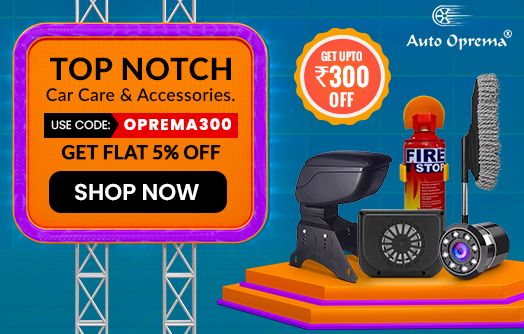 TOP NOTCH
Car Care & Accessories.
USE CODE: OPREMA300
GET FLAT 5% OFF
SHOP NOW
GET UPTO
₹300
OFF
Auto Oprema®
FIRE
STOP